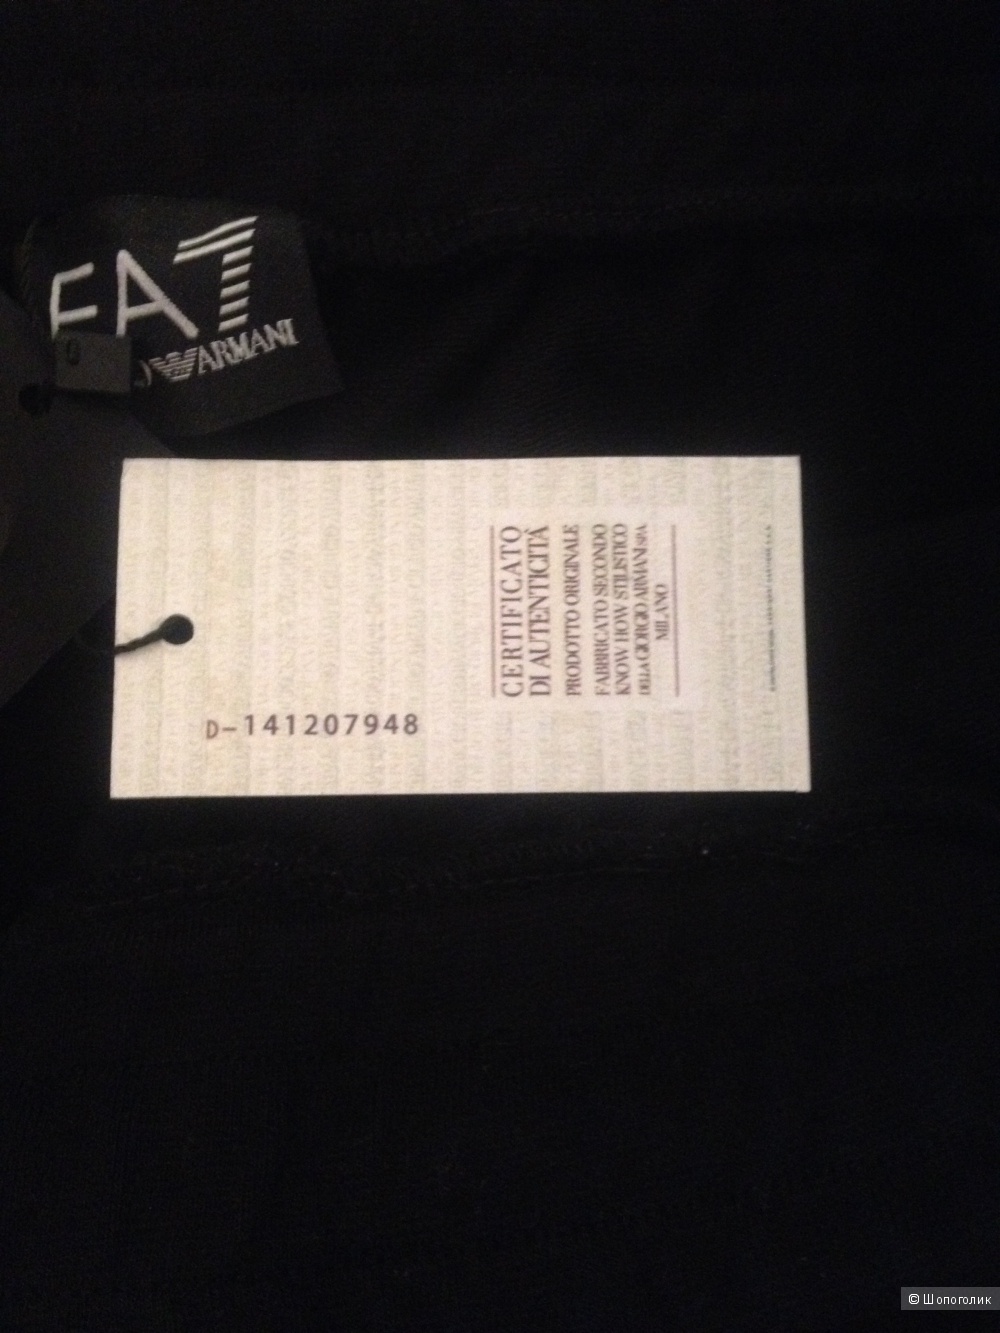 EA7
ARMANI
D-141207948
CERTIFICATO
DI AUTENTICITÀ
PRODOTTO ORIGINALE
FABBRICATO SECONDO
KNOW HOW STILISTICO
DELLA GIORGIO ARMANI SPA
MILANO
© Шопоголик